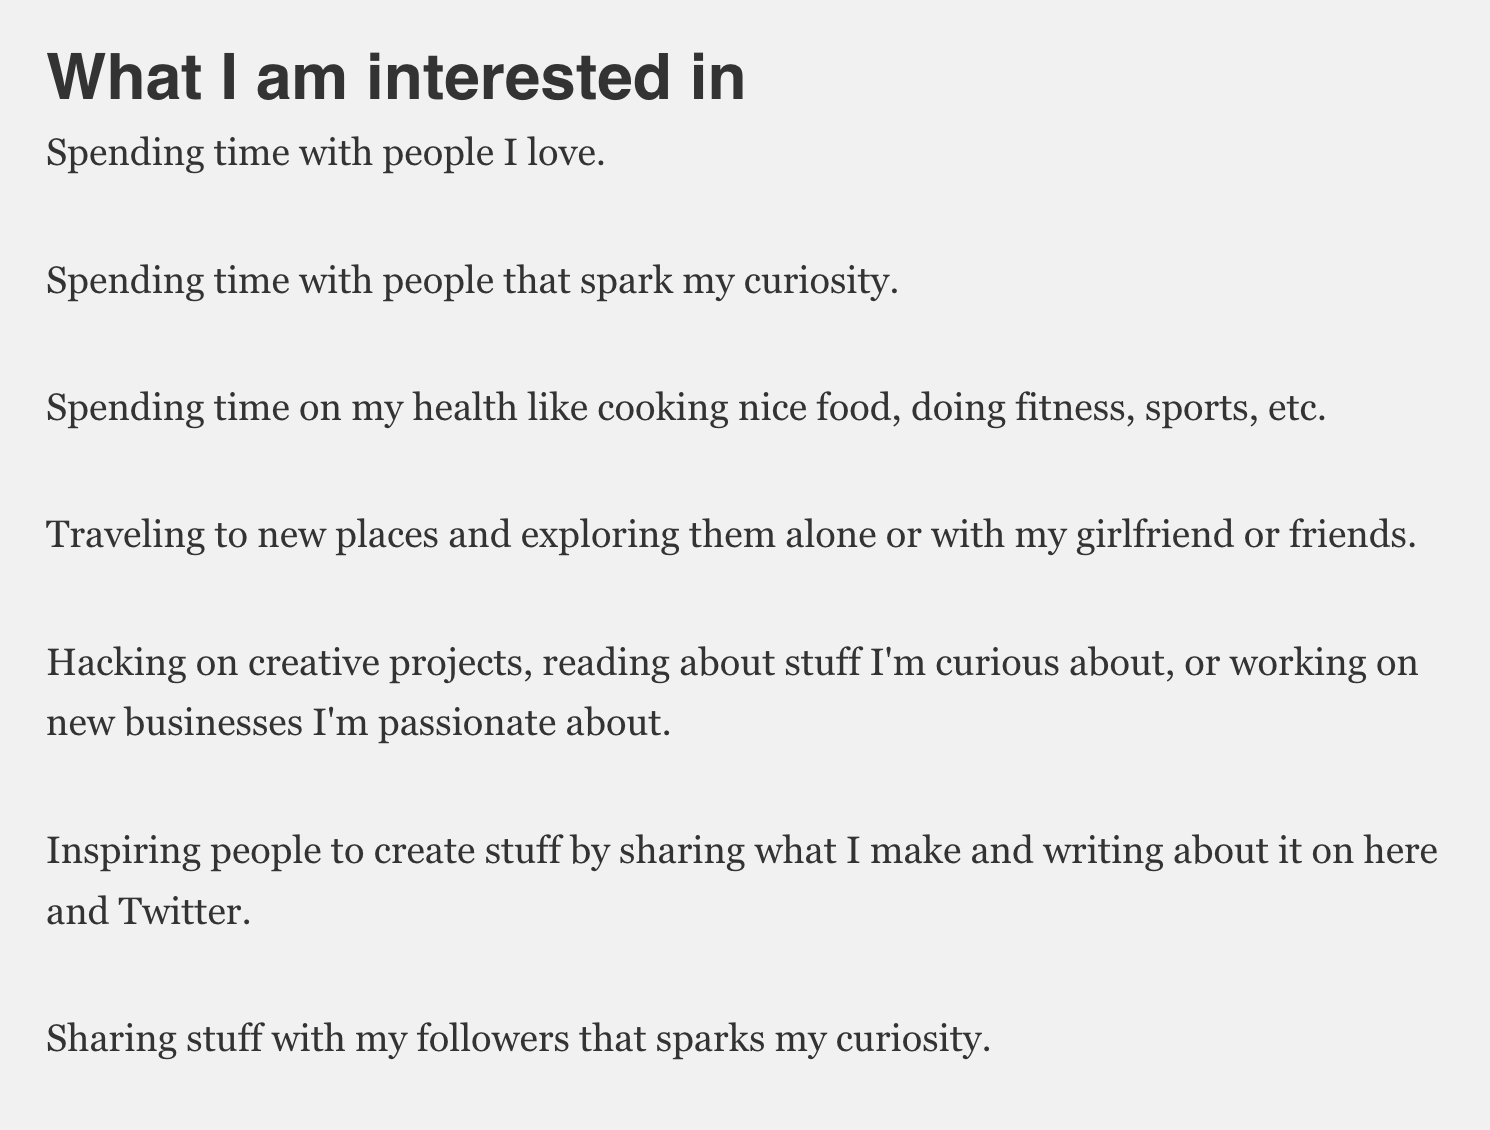 What I am interested in
Spending time with people I love.
Spending time with people that spark my curiosity.
Spending time on my health like cooking nice food, doing fitness, sports, etc.
Traveling to new places and exploring them alone or with my girlfriend or friends.
Hacking on creative projects, reading about stuff I'm curious about, or working on
new businesses I'm passionate about.
Inspiring people to create stuff by sharing what I make and writing about it on here
and Twitter.
Sharing stuff with my followers that sparks my curiosity.